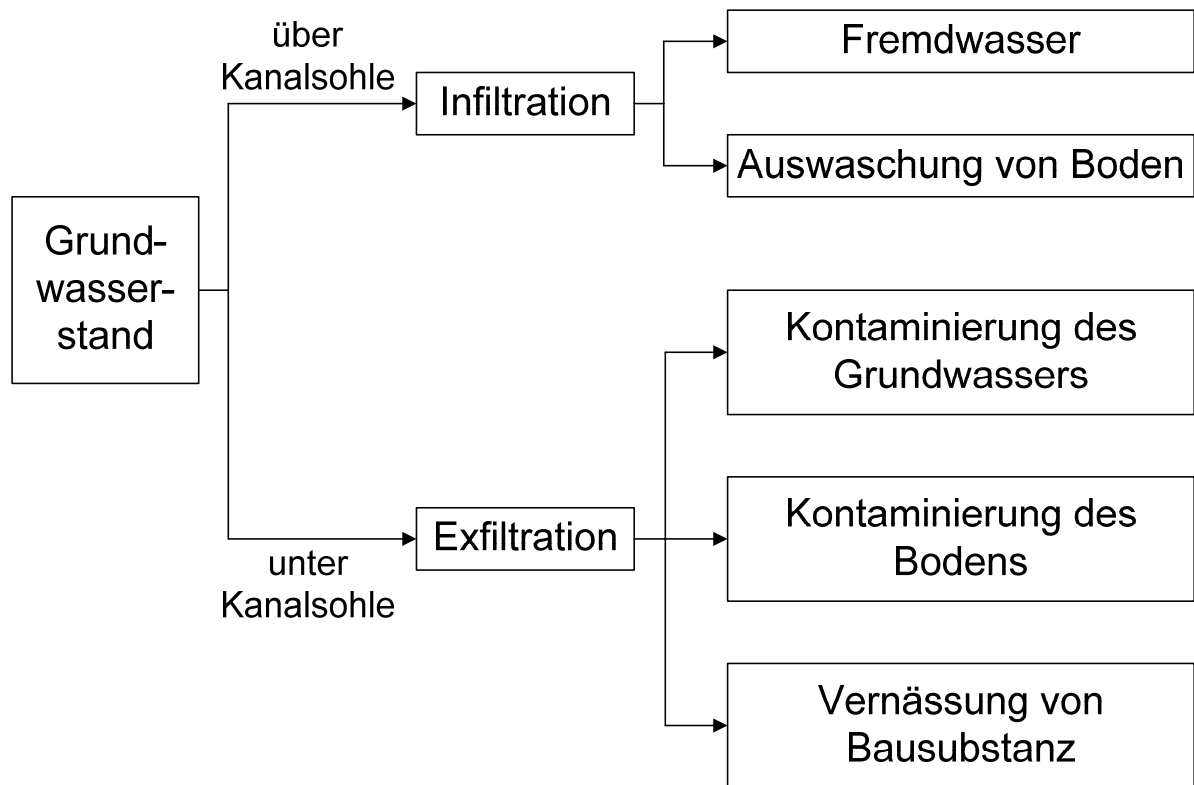 über
Kanalsohle
Infiltration
Fremdwasser
Auswaschung von Boden
Grund-
wasser-
stand
Kontaminierung des
Grundwassers
unter
Kanalsohle
Exfiltration
Kontaminierung des
Bodens
Vernässung von
Bausubstanz